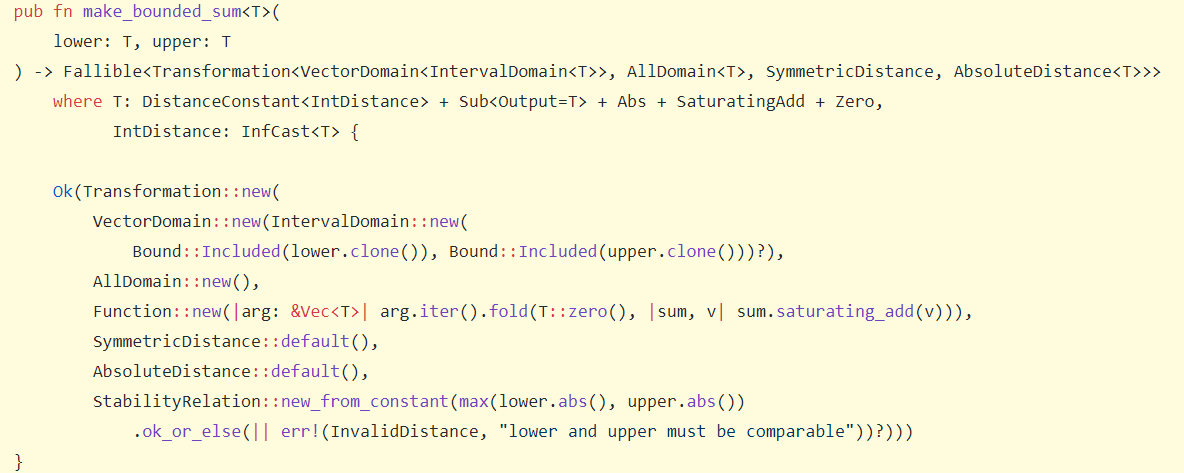 pub fn make_bounded_sum<T>(
    lower: T, upper: T
) -> Fallible<Transformation<VectorDomain<IntervalDomain<T>>, AllDomain<T>, SymmetricDistance, AbsoluteDistance<T>>>
    where T: DistanceConstant<IntDistance> + Sub<Output=T> + Abs + SaturatingAdd + Zero,
          IntDistance: InfCast<T> {

    Ok(Transformation::new(
        VectorDomain::new(IntervalDomain::new(
            Bound::Included(lower.clone()), Bound::Included(upper.clone()))?),
        AllDomain::new(),
        Function::new(|arg: &Vec<T>| arg.iter().fold(T::zero(), |sum, v| sum.saturating_add(v))),
        SymmetricDistance::default(),
        AbsoluteDistance::default(),
        StabilityRelation::new_from_constant(max(lower.abs(), upper.abs())
            .ok_or_else(|| err!(InvalidDistance, "lower and upper must be comparable"))?)))
}